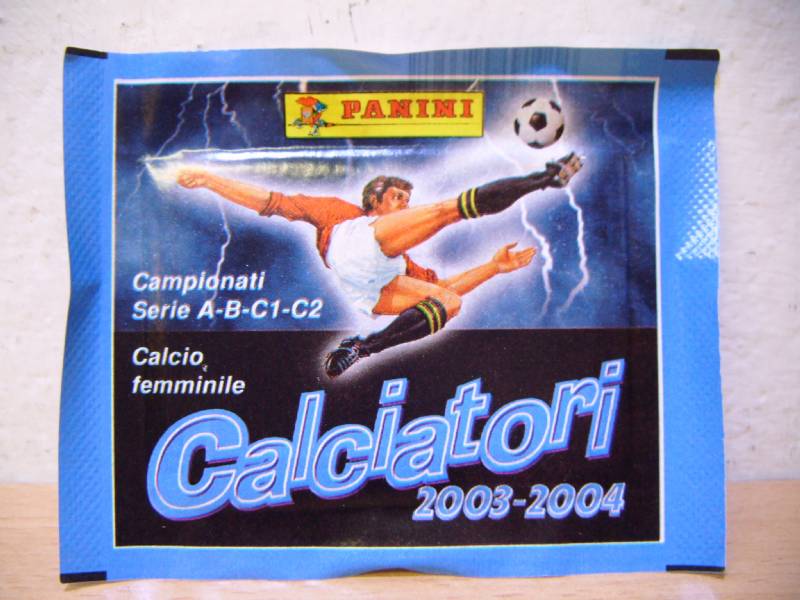 PANINI
Campionati
Serie A-B-C1-C2
Calcio
femminile
Calciatori
2003-2004